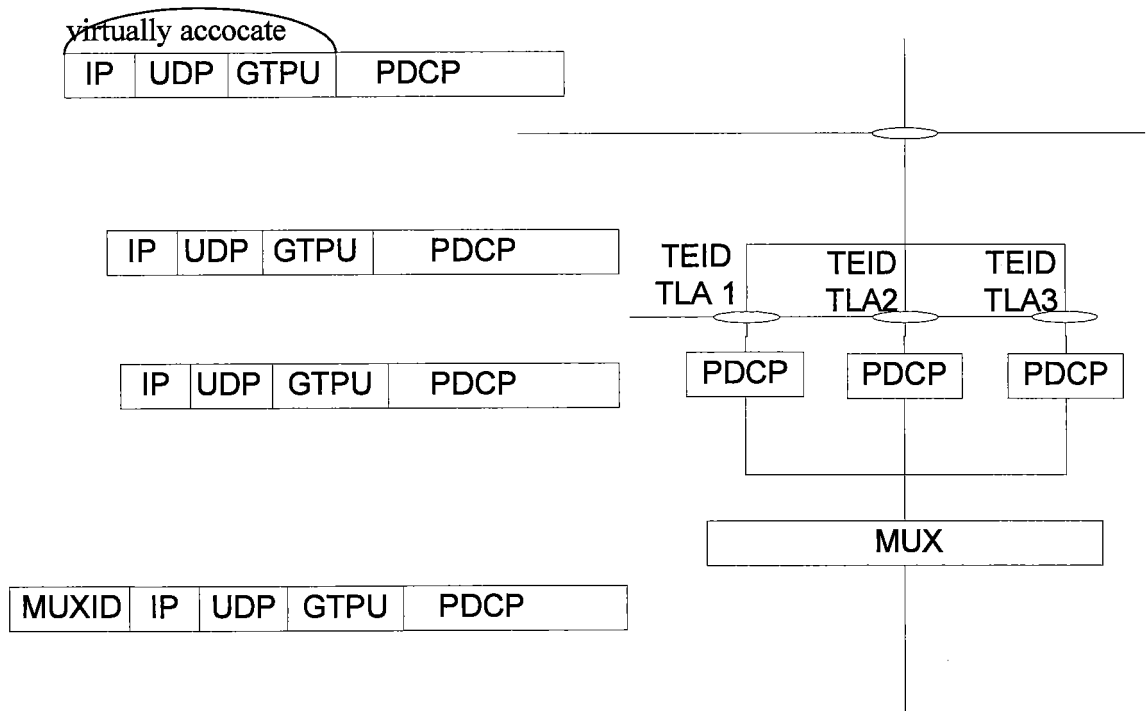 virtually accocate
IP UDP GTPU PDCP
IP UDP GTPU PDCP
TEID TLA 1
TEID TLA2
TEID TLA3
IP UDP GTPU PDCP
PDCP PDCP PDCP
MUX
MUXID IP UDP GTPU PDCP